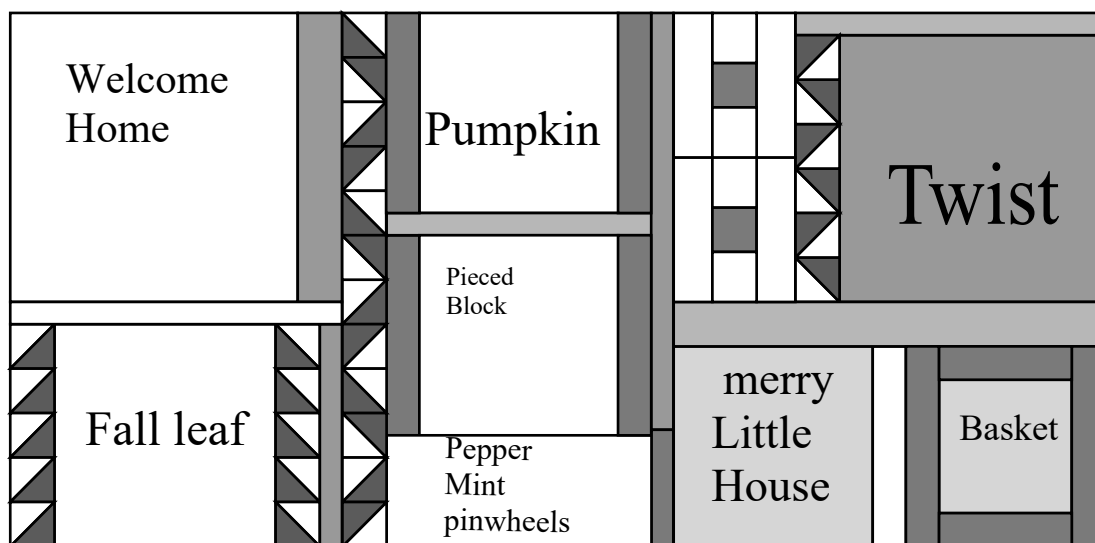 Welcome
Home
Pumpkin
Twist
Pieced
Block
Fall leaf
Pepper
Mint
pinwheels
merry
Little
House
Basket